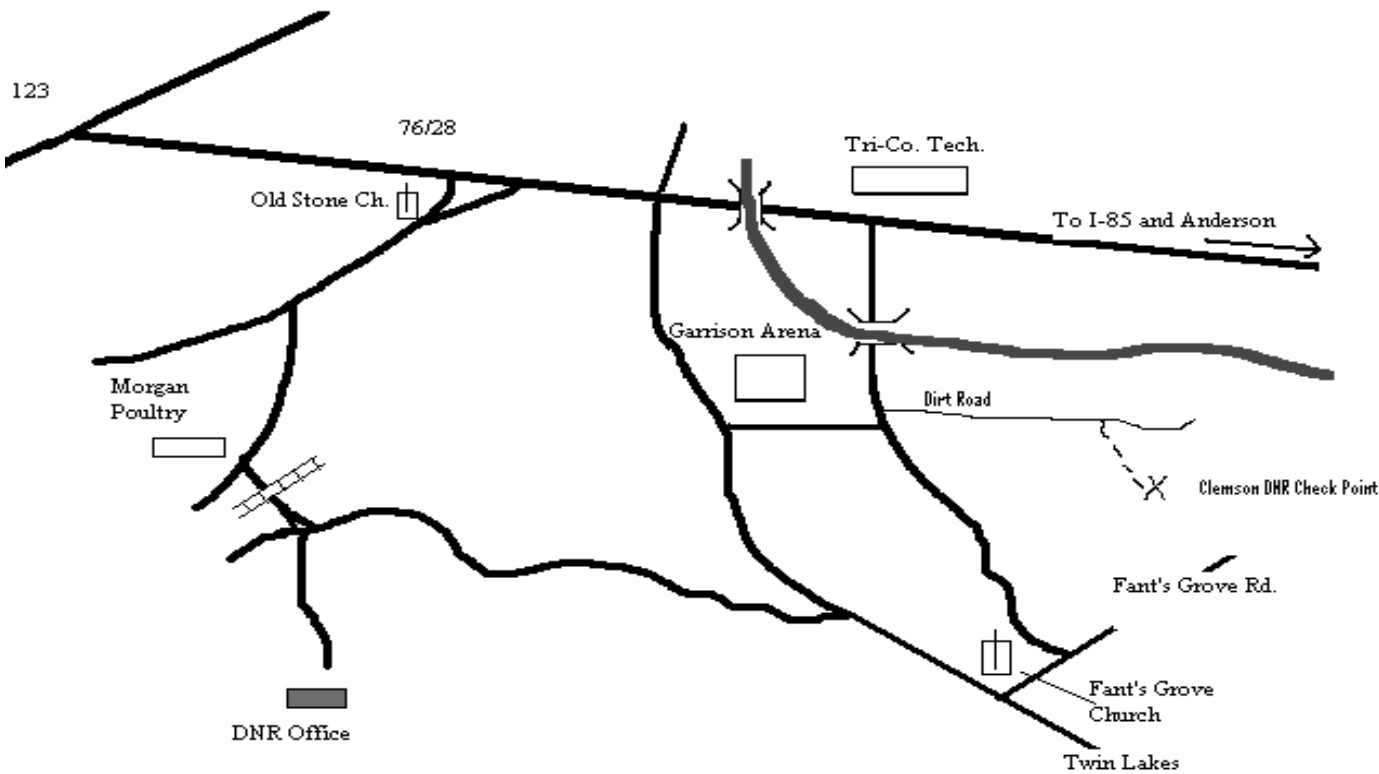 123
76/28
Tri-Co. Tech.
Old Stone Ch.
To I-85 and Anderson
Garrison Arena
Morgan
Poultry
Dirt Road
Clemson DNR Check Point
Fant's Grove Rd.
Fant's Grove
Church
DNR Office
Twin Lakes